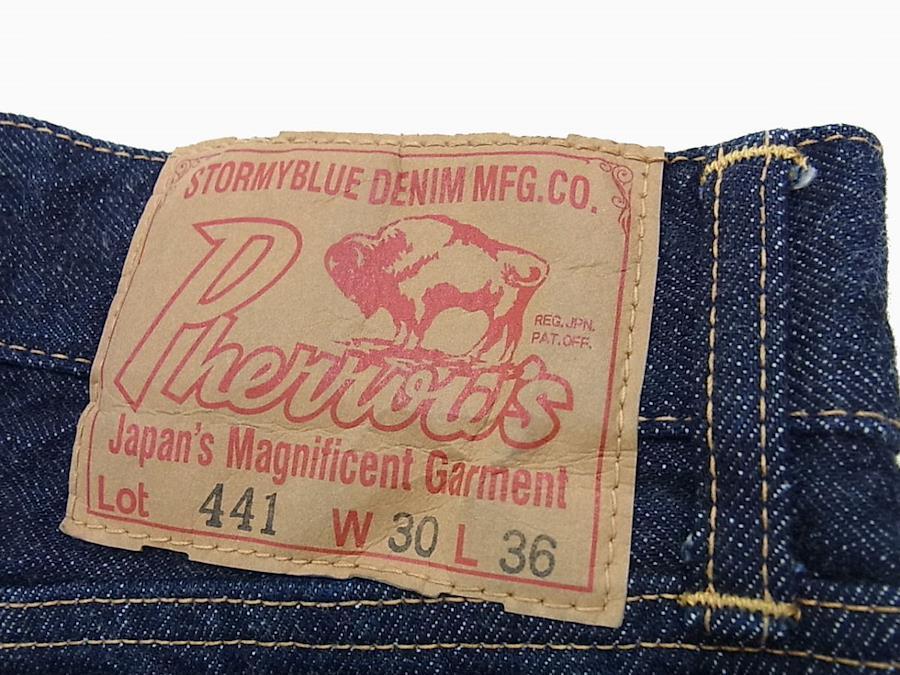 STORMYBLUE DENIM MFG.CO.
Pherrow's
REG.JPN.
PAT.OFF.
Japan's Magnificent Garment
Lot 441 W 30 L 36